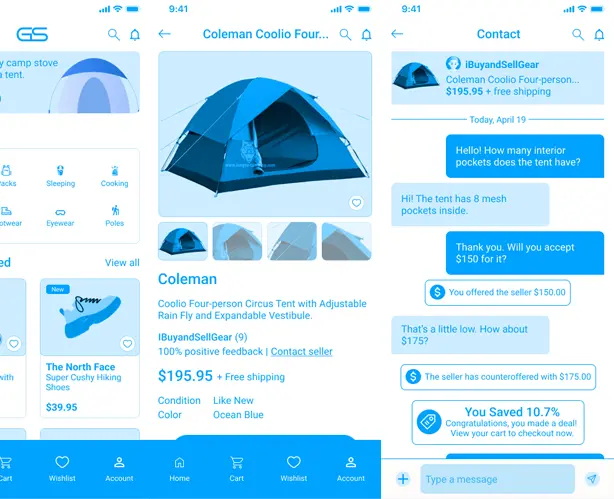 GS
y camp stove
a tent.
acks
Sleeping
Cooking
otwear
Eyewear
Poles
ed
View all
with
New
The North Face
Super Cushy Hiking
Shoes
$39.95
Cart
Wishlist
Account
9:41
Coleman Coolio Four...
Coleman
Coolio Four-person Circus Tent with Adjustable
Rain Fly and Expandable Vestibule.
IBuyandSellGear (9)
100% positive feedback | Contact seller
$195.95 + Free shipping
Condition Like New
Color Ocean Blue
Home
Cart
Wishlist
Account
9:41
Contact
iBuyandSellGear
Coleman Coolio Four-person...
$195.95 + free shipping
Today, April 19
Hello! How many interior
pockets does the tent have?
Hi! The tent has 8 mesh
pockets inside.
Thank you. Will you accept
$150 for it?
$ You offered the seller $150.00
That's a little low. How about
$175?
$ The seller has counteroffered with $175.00
You Saved 10.7%
Congratulations, you made a deal!
View your cart to checkout now.
Type a message